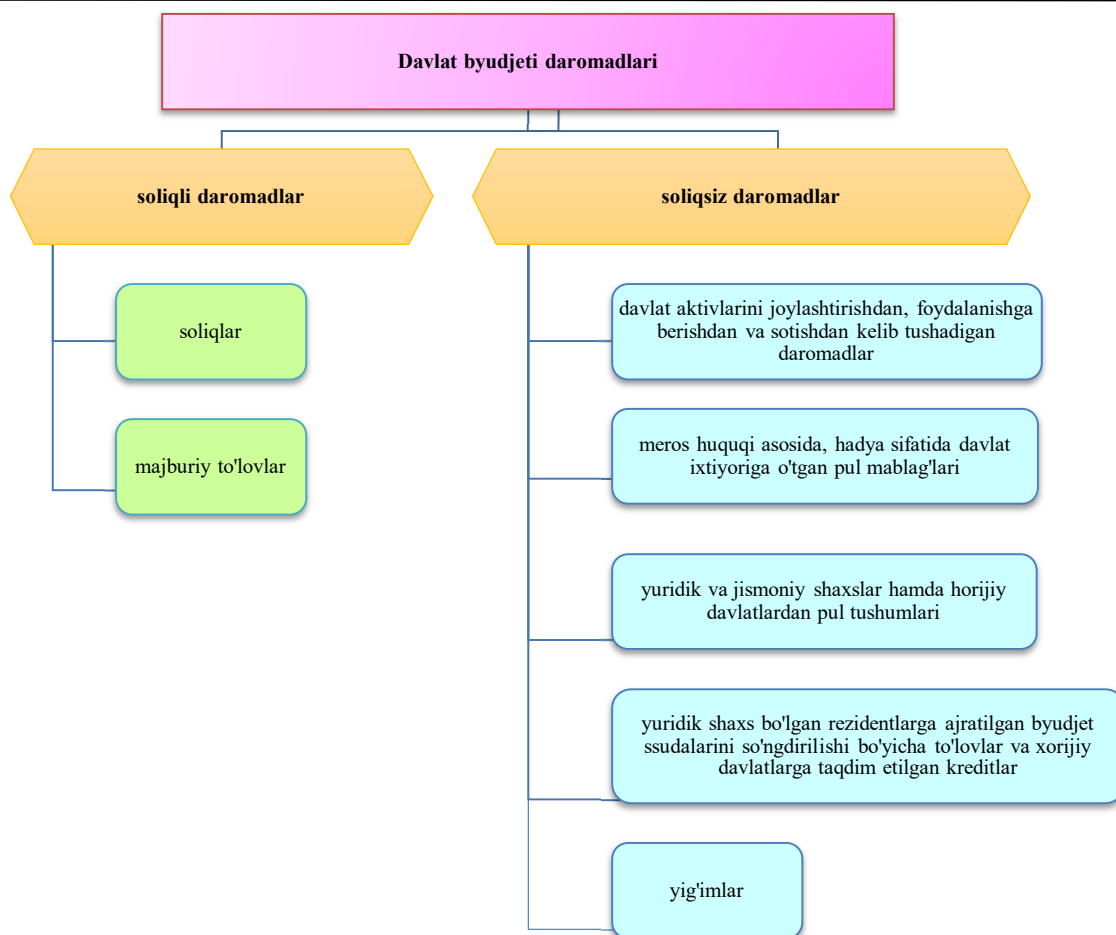 Davlat byudjeti daromadlari
soliqli daromadlar
soliqsiz daromadlar
soliqlar
majburiy to'lovlar
davlat aktivlarini joylashtirishdan, foydalanishga
berishdan va sotishdan kelib tushadigan
daromadlar
meros huquqi asosida, hadya sifatida davlat
ixtiyoriga o'tgan pul mablag'lari
yuridik va jismoniy shaxslar hamda horijiy
davlatlardan pul tushumlari
yuridik shaxs bo'lgan rezidentlarga ajratilgan byudjet
ssudalarini so'ngdirilishi bo'yicha to'lovlar va xorijiy
davlatlarga taqdim etilgan kreditlar
yig'imlar